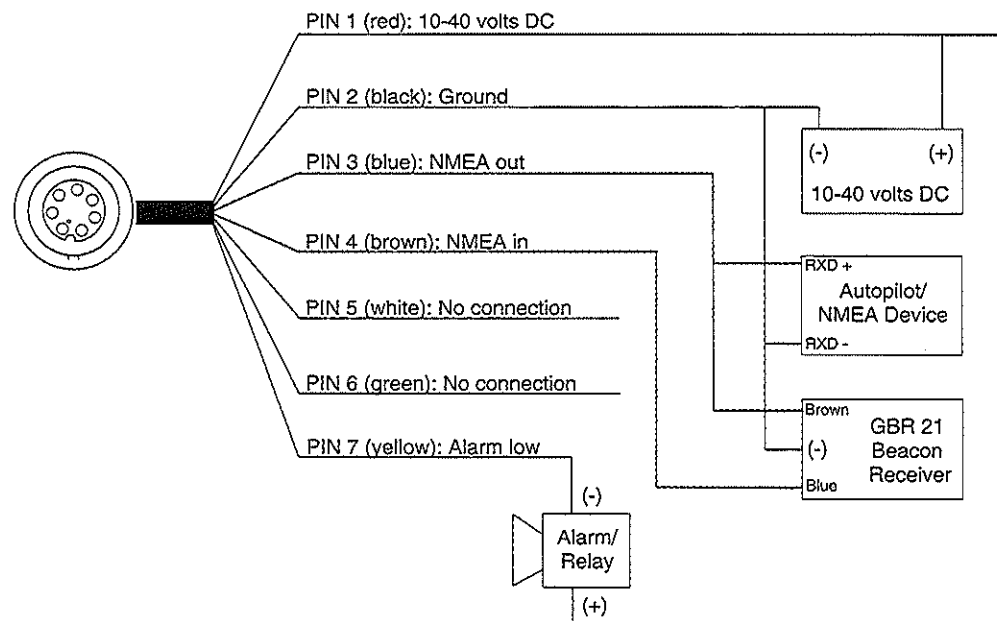 PIN 1 (red): 10-40 volts DC
PIN 2 (black): Ground
(-) (+)
10-40 volts DC
PIN 3 (blue): NMEA out
PIN 4 (brown): NMEA in
RXD +
Autopilot/
NMEA Device
RXD -
PIN 5 (white): No connection
PIN 6 (green): No connection
Brown
GBR 21
(-)
Beacon
Receiver
Blue
PIN 7 (yellow): Alarm low
(-)
Alarm/
Relay
(+)